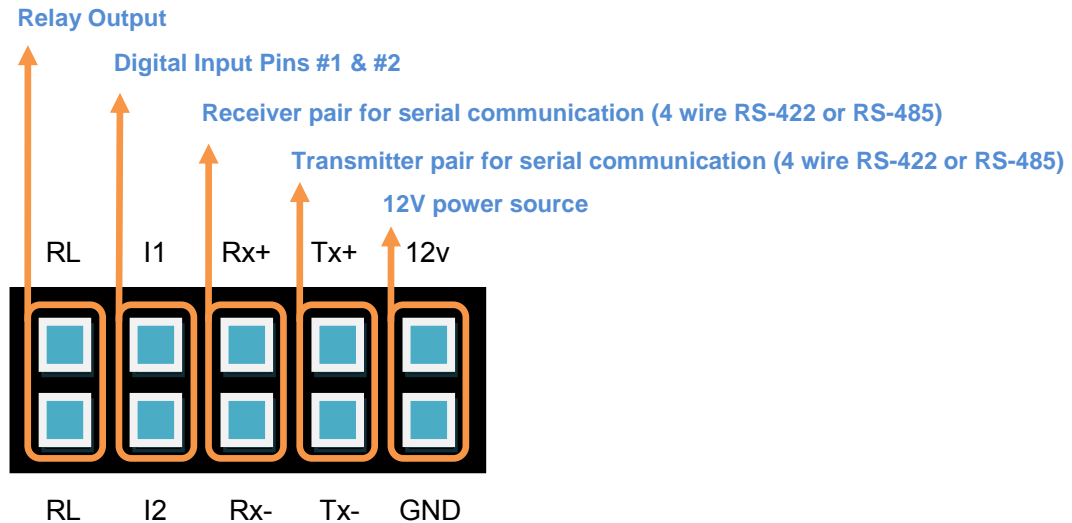 Relay Output
Digital Input Pins #1 & #2
Receiver pair for serial communication (4 wire RS-422 or RS-485)
Transmitter pair for serial communication (4 wire RS-422 or RS-485)
12V power source
RL I1 Rx+ Tx+ 12v
RL I2 Rx- Tx- GND